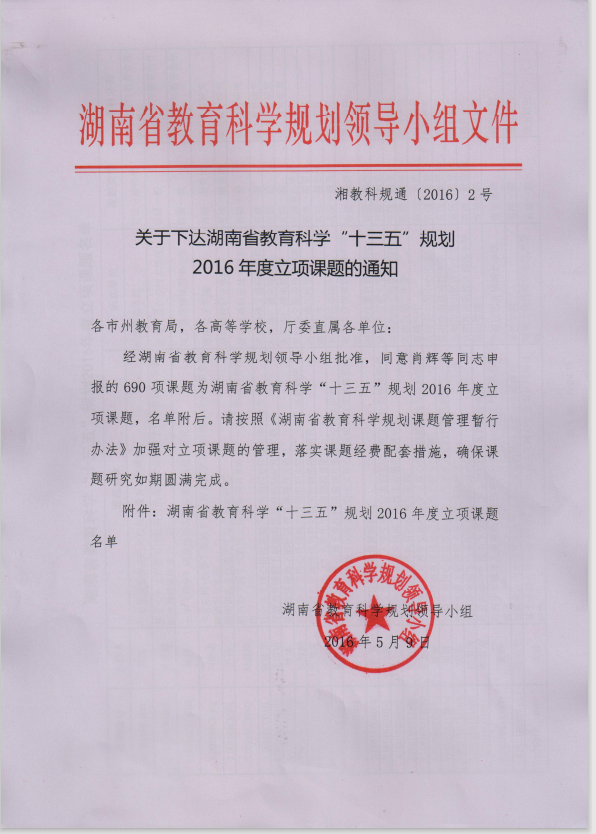 湖南省教育科学规划领导小组文件
湘教科规通〔2016〕2号
关于下达湖南省教育科学“十三五”规划
2016年度立项课题的通知
各市州教育局，各高等学校，厅委直属各单位：
经湖南省教育科学规划领导小组批准，同意肖辉等同志申
报的690项课题为湖南省教育科学“十三五”规划2016年度立
项课题，名单附后。请按照《湖南省教育科学规划课题管理暂行
办法》加强对立项课题的管理，落实课题经费配套措施，确保课
题研究如期圆满完成。
附件：湖南省教育科学“十三五”规划2016年度立项课题
名单
湖南省教育科学规划领导小组
2016年5月9日
湖南省教育科学规划领导小组